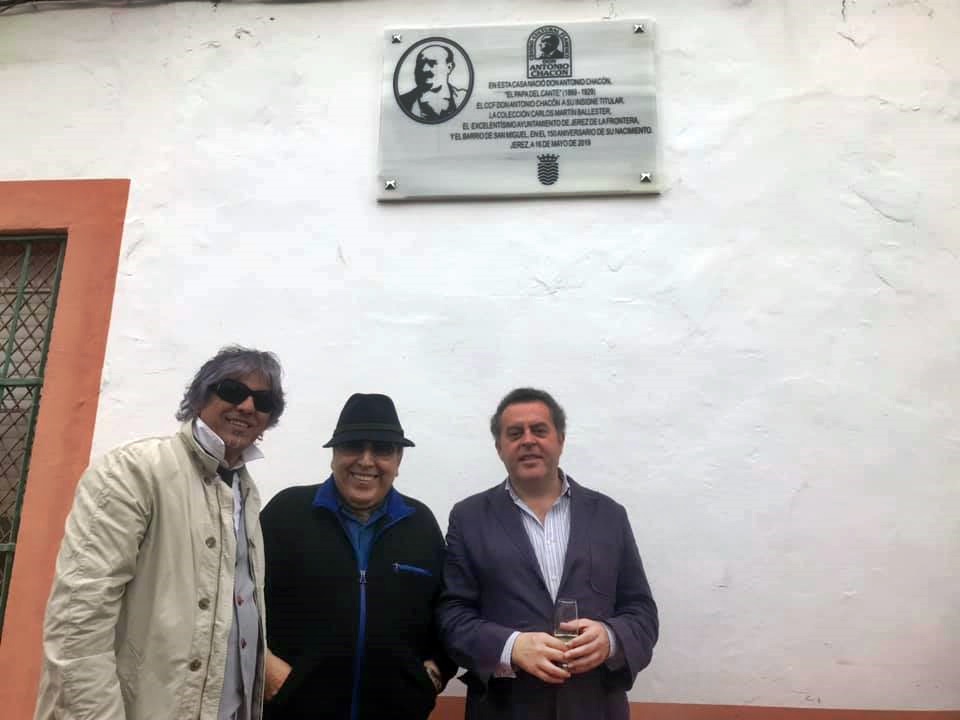 CENTRO CULTURAL FLAMENCO
DON
ANTONIO
CHACÓN
EN ESTA CASA NACIÓ DON ANTONIO CHACÓN,
"EL PAPA DEL CANTE" (1869 - 1929)
EL CCF DON ANTONIO CHACÓN A SU INSIGNE TITULAR,
LA COLECCIÓN CARLOS MARTÍN BALLESTER,
EL EXCELENTÍSIMO AYUNTAMIENTO DE JEREZ DE LA FRONTERA,
Y EL BARRIO DE SAN MIGUEL, EN EL 150 ANIVERSARIO DE SU NACIMIENTO.
JEREZ, A 16 DE MAYO DE 2019